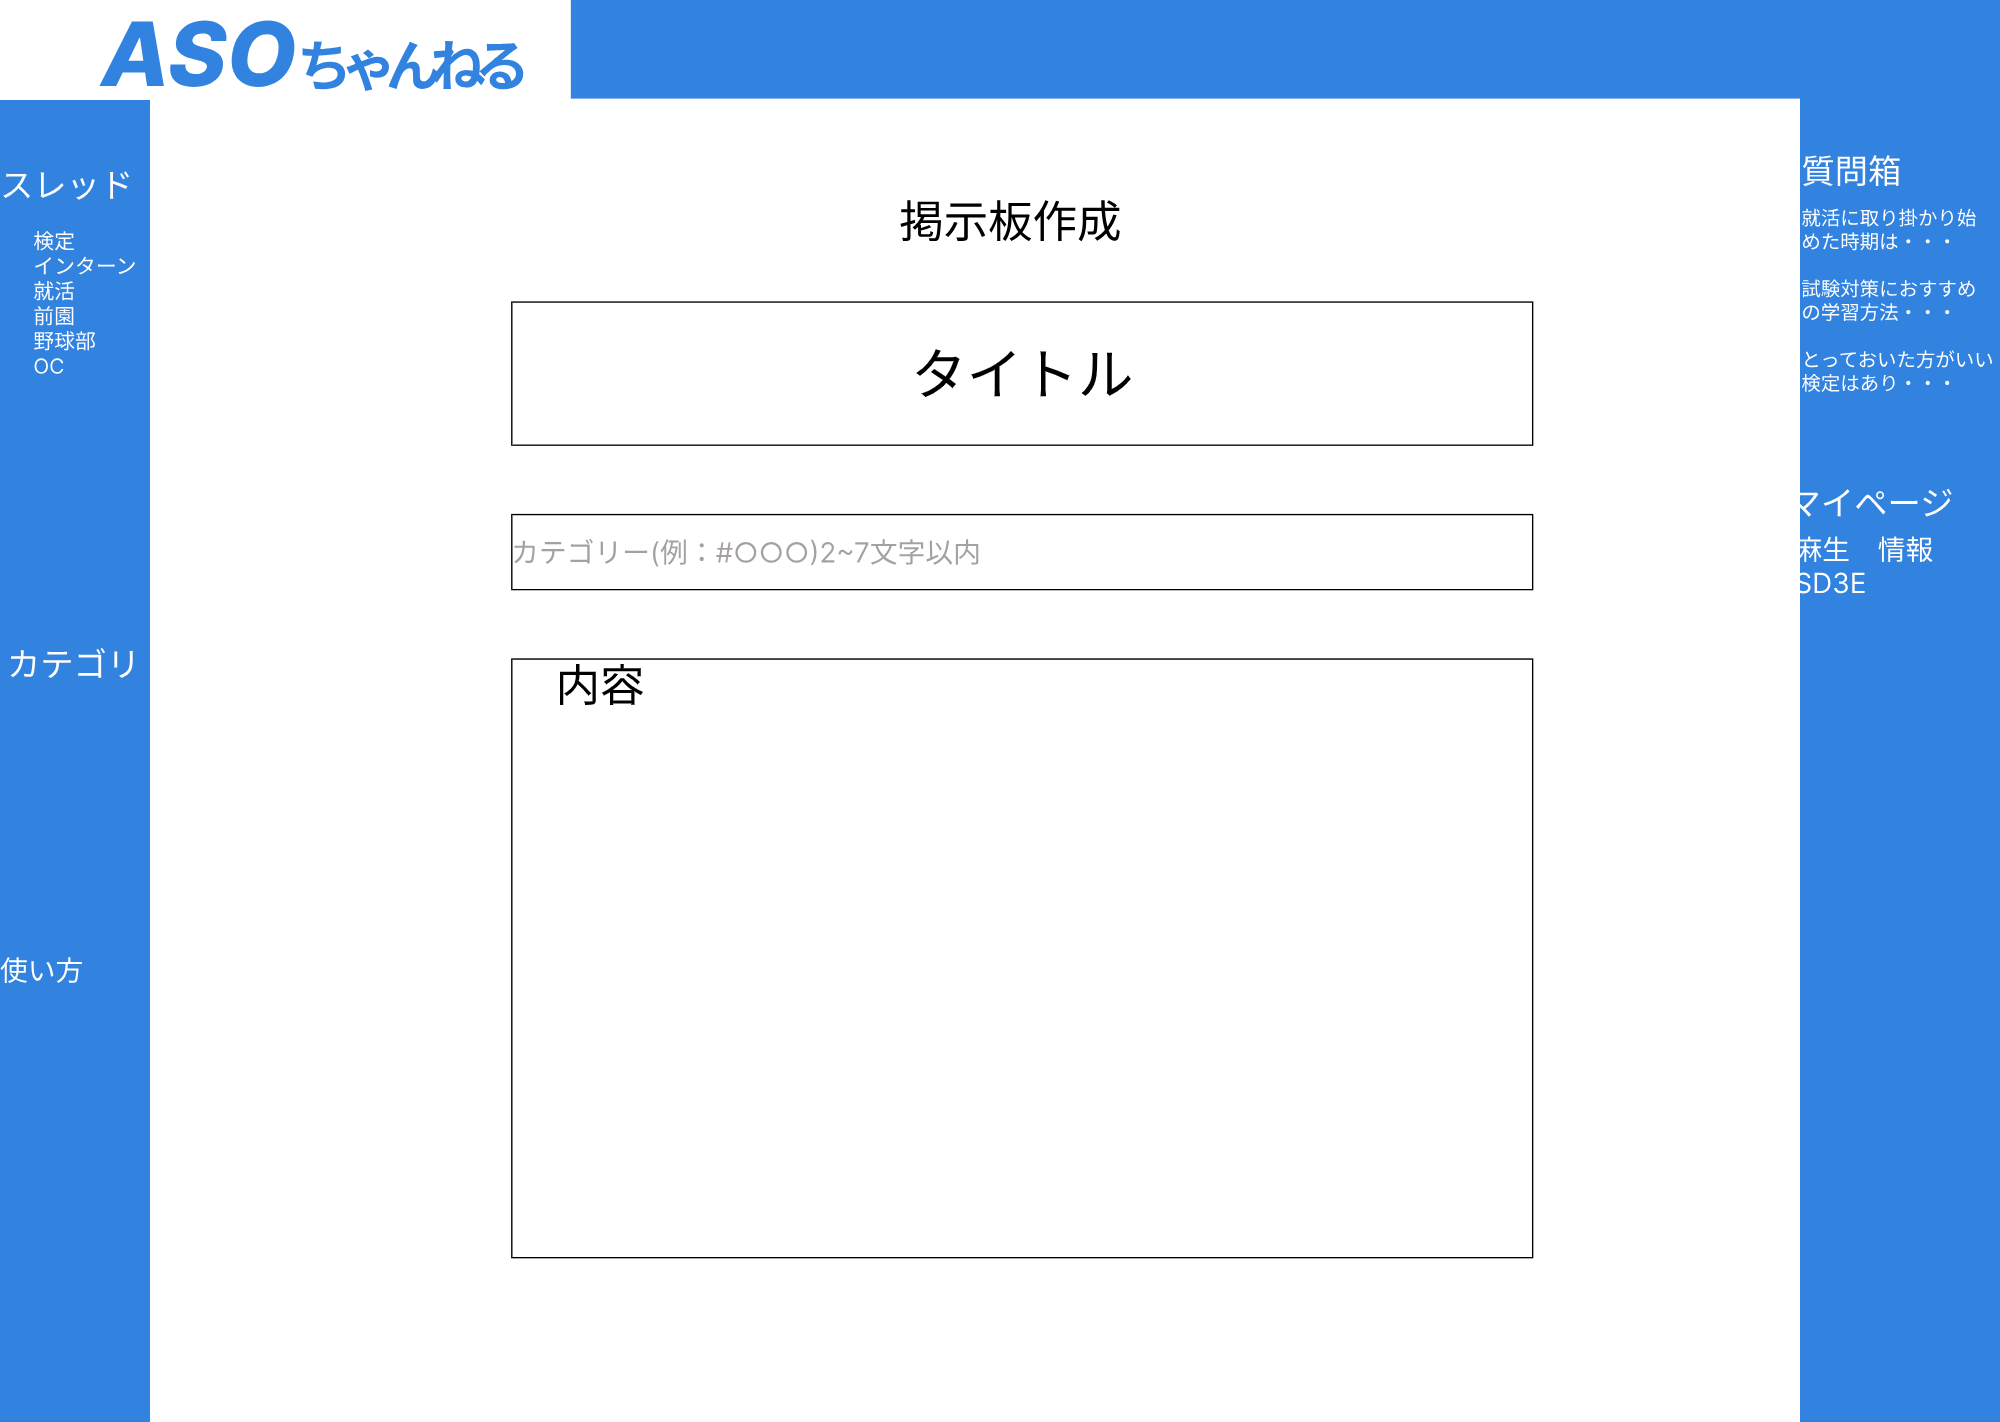 ASOちゃんねる
スレッド
検定
インターン
就活
前園
野球部
OC
カテゴリ
使い方
掲示板作成
タイトル
カテゴリー(例：#〇〇〇)2~7文字以内
内容
質問箱
就活に取り掛かり始
めた時期は・・・
試験対策におすすめ
の学習方法・・・
とっておいた方がいい
検定はあり・・・
マイページ
麻生　情報
SD3E